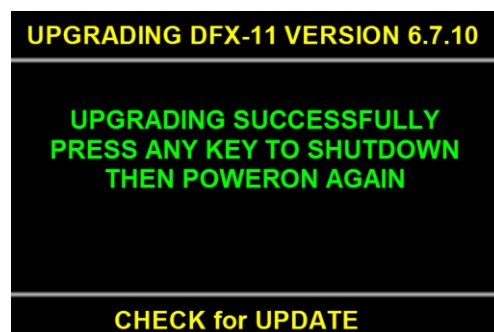 UPGRADING DFX-11 VERSION 6.7.10
UPGRADING SUCCESSFULLY
PRESS ANY KEY TO SHUTDOWN
THEN POWERON AGAIN
CHECK for UPDATE